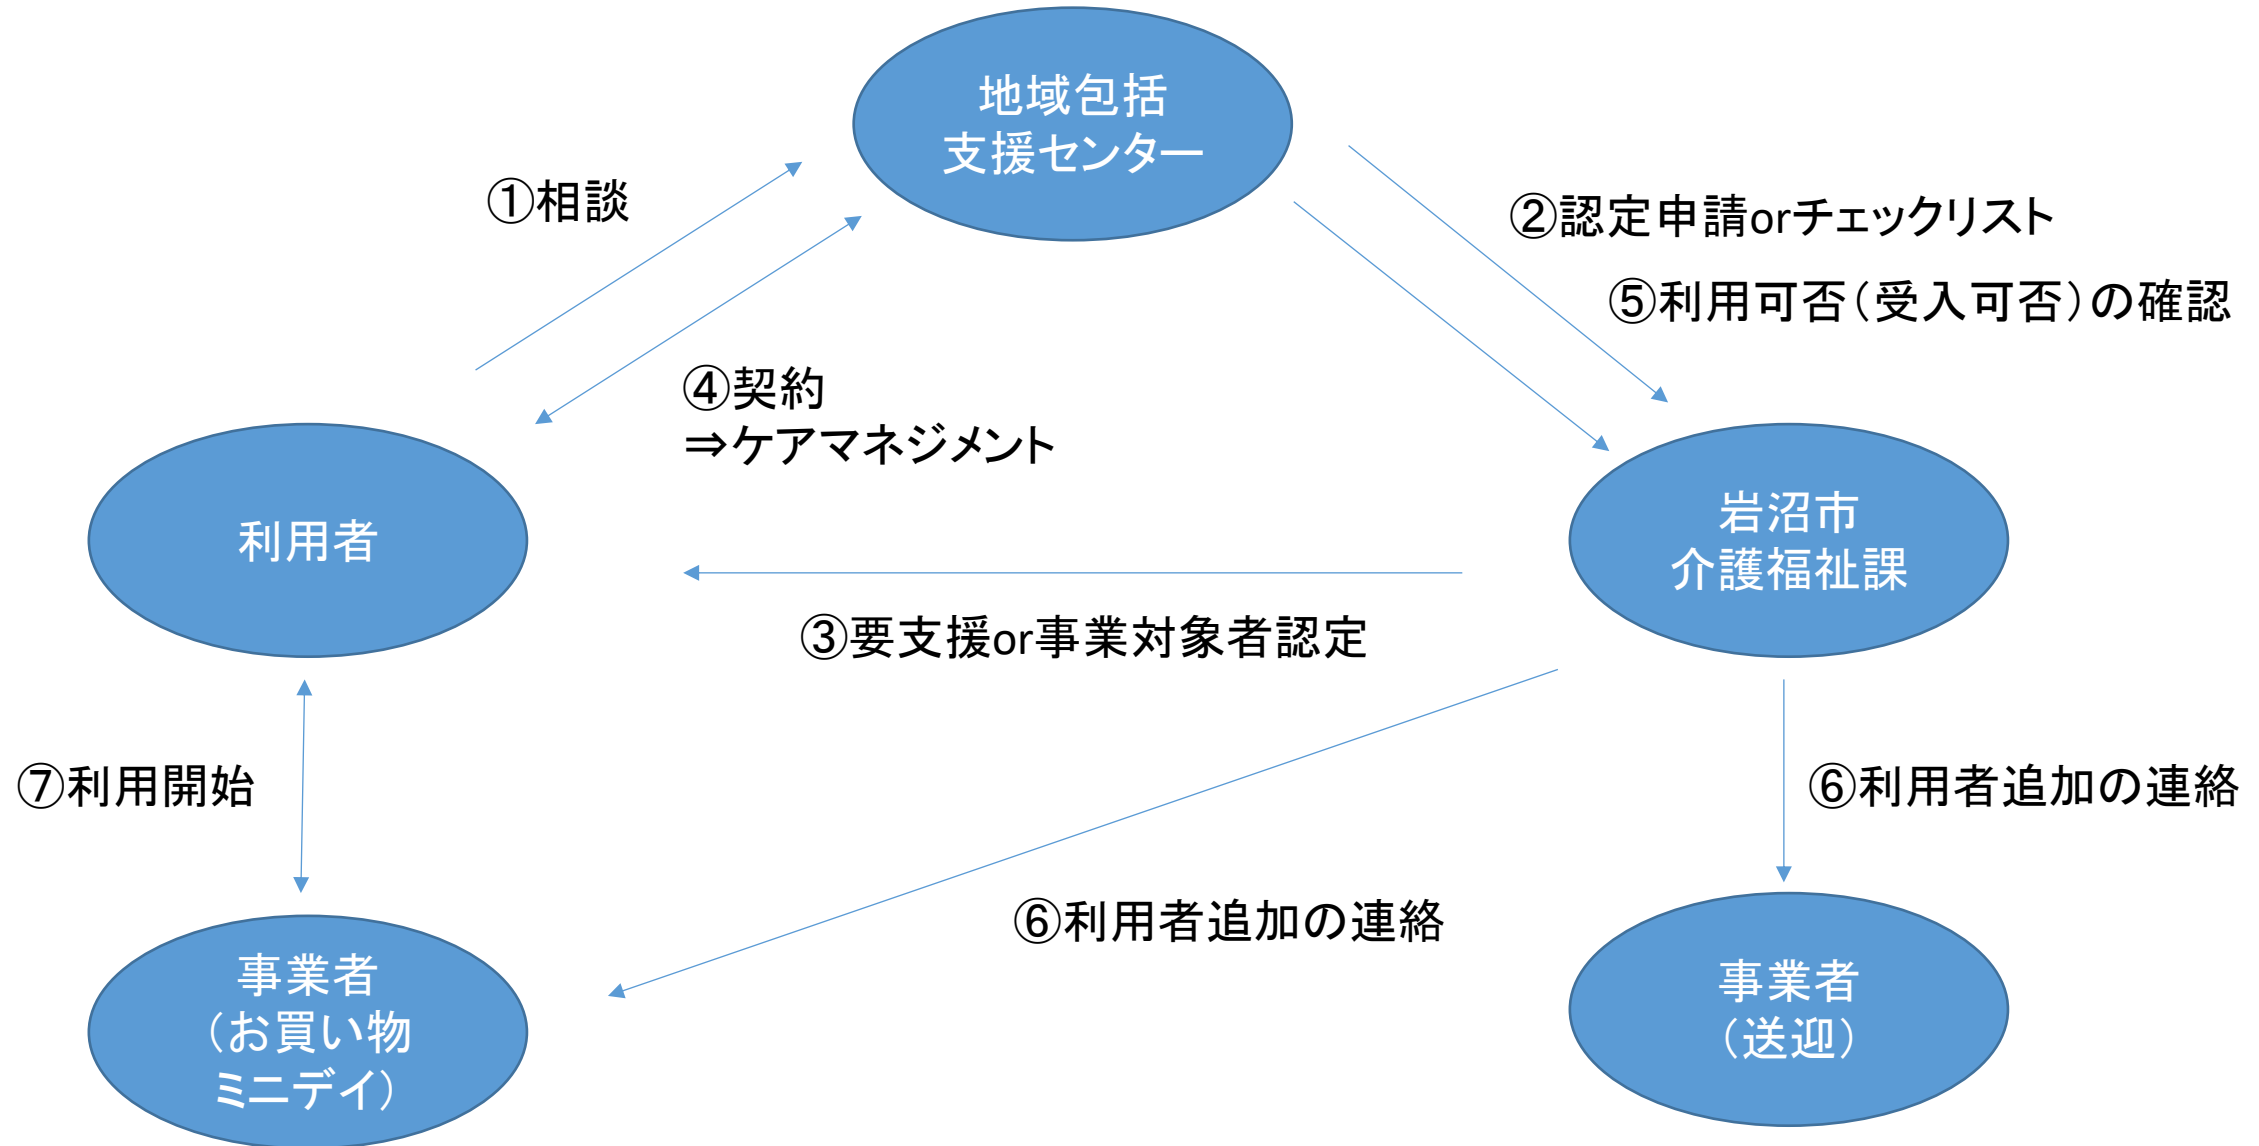 地域包括
支援センター
①相談
②認定申請orチェックリスト
⑤利用可否(受入可否)の確認
④契約
⇒ケアマネジメント
利用者
岩沼市
介護福祉課
③要支援or事業対象者認定
⑦利用開始
⑥利用者追加の連絡
⑥利用者追加の連絡
事業者
(お買い物
ミニデイ)
事業者
(送迎)